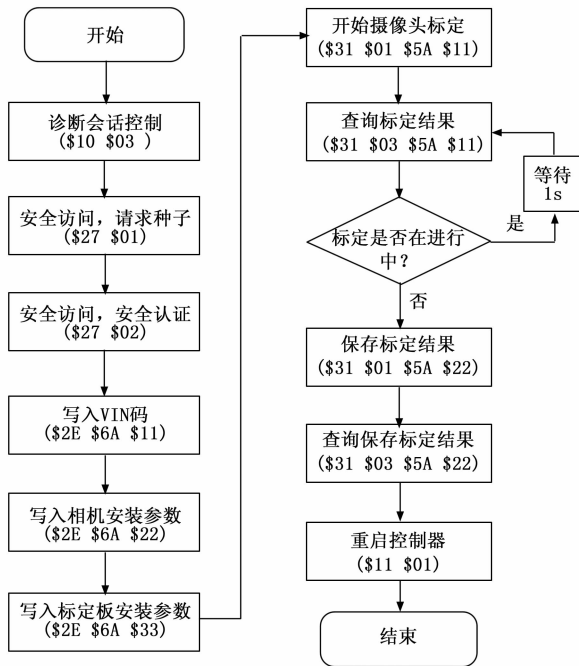 开始
诊断会话控制
($10 $03 )
安全访问，请求种子
($27 $01)
安全访问，安全认证
($27 $02)
写入VIN码
($2E $6A $11)
写入相机安装参数
($2E $6A $22)
写入标定板安装参数
($2E $6A $33)
开始摄像头标定
($31 $01 $5A $11)
查询标定结果
($31 $03 $5A $11)
等待
1s
标定是否在进行
中？
是
否
保存标定结果
($31 $01 $5A $22)
查询保存标定结果
($31 $03 $5A $22)
重启控制器
($11 $01)
结束